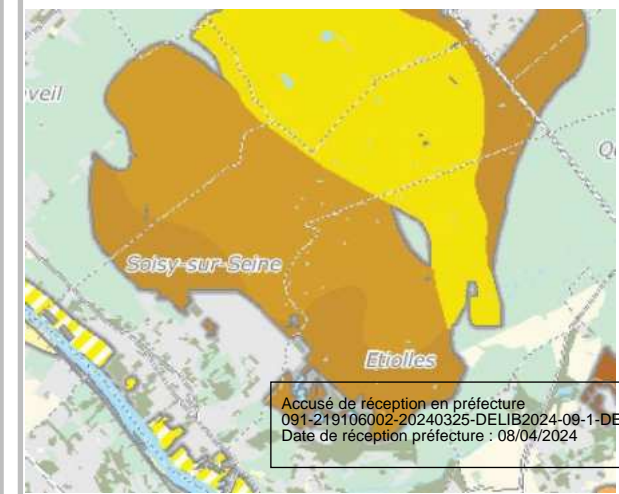 veil
Soisy-sur-Seine
Etiolles
Accusé de réception en préfecture
091-219106002-20240325-DELIB2024-09-1-DE
Date de réception préfecture : 08/04/2024